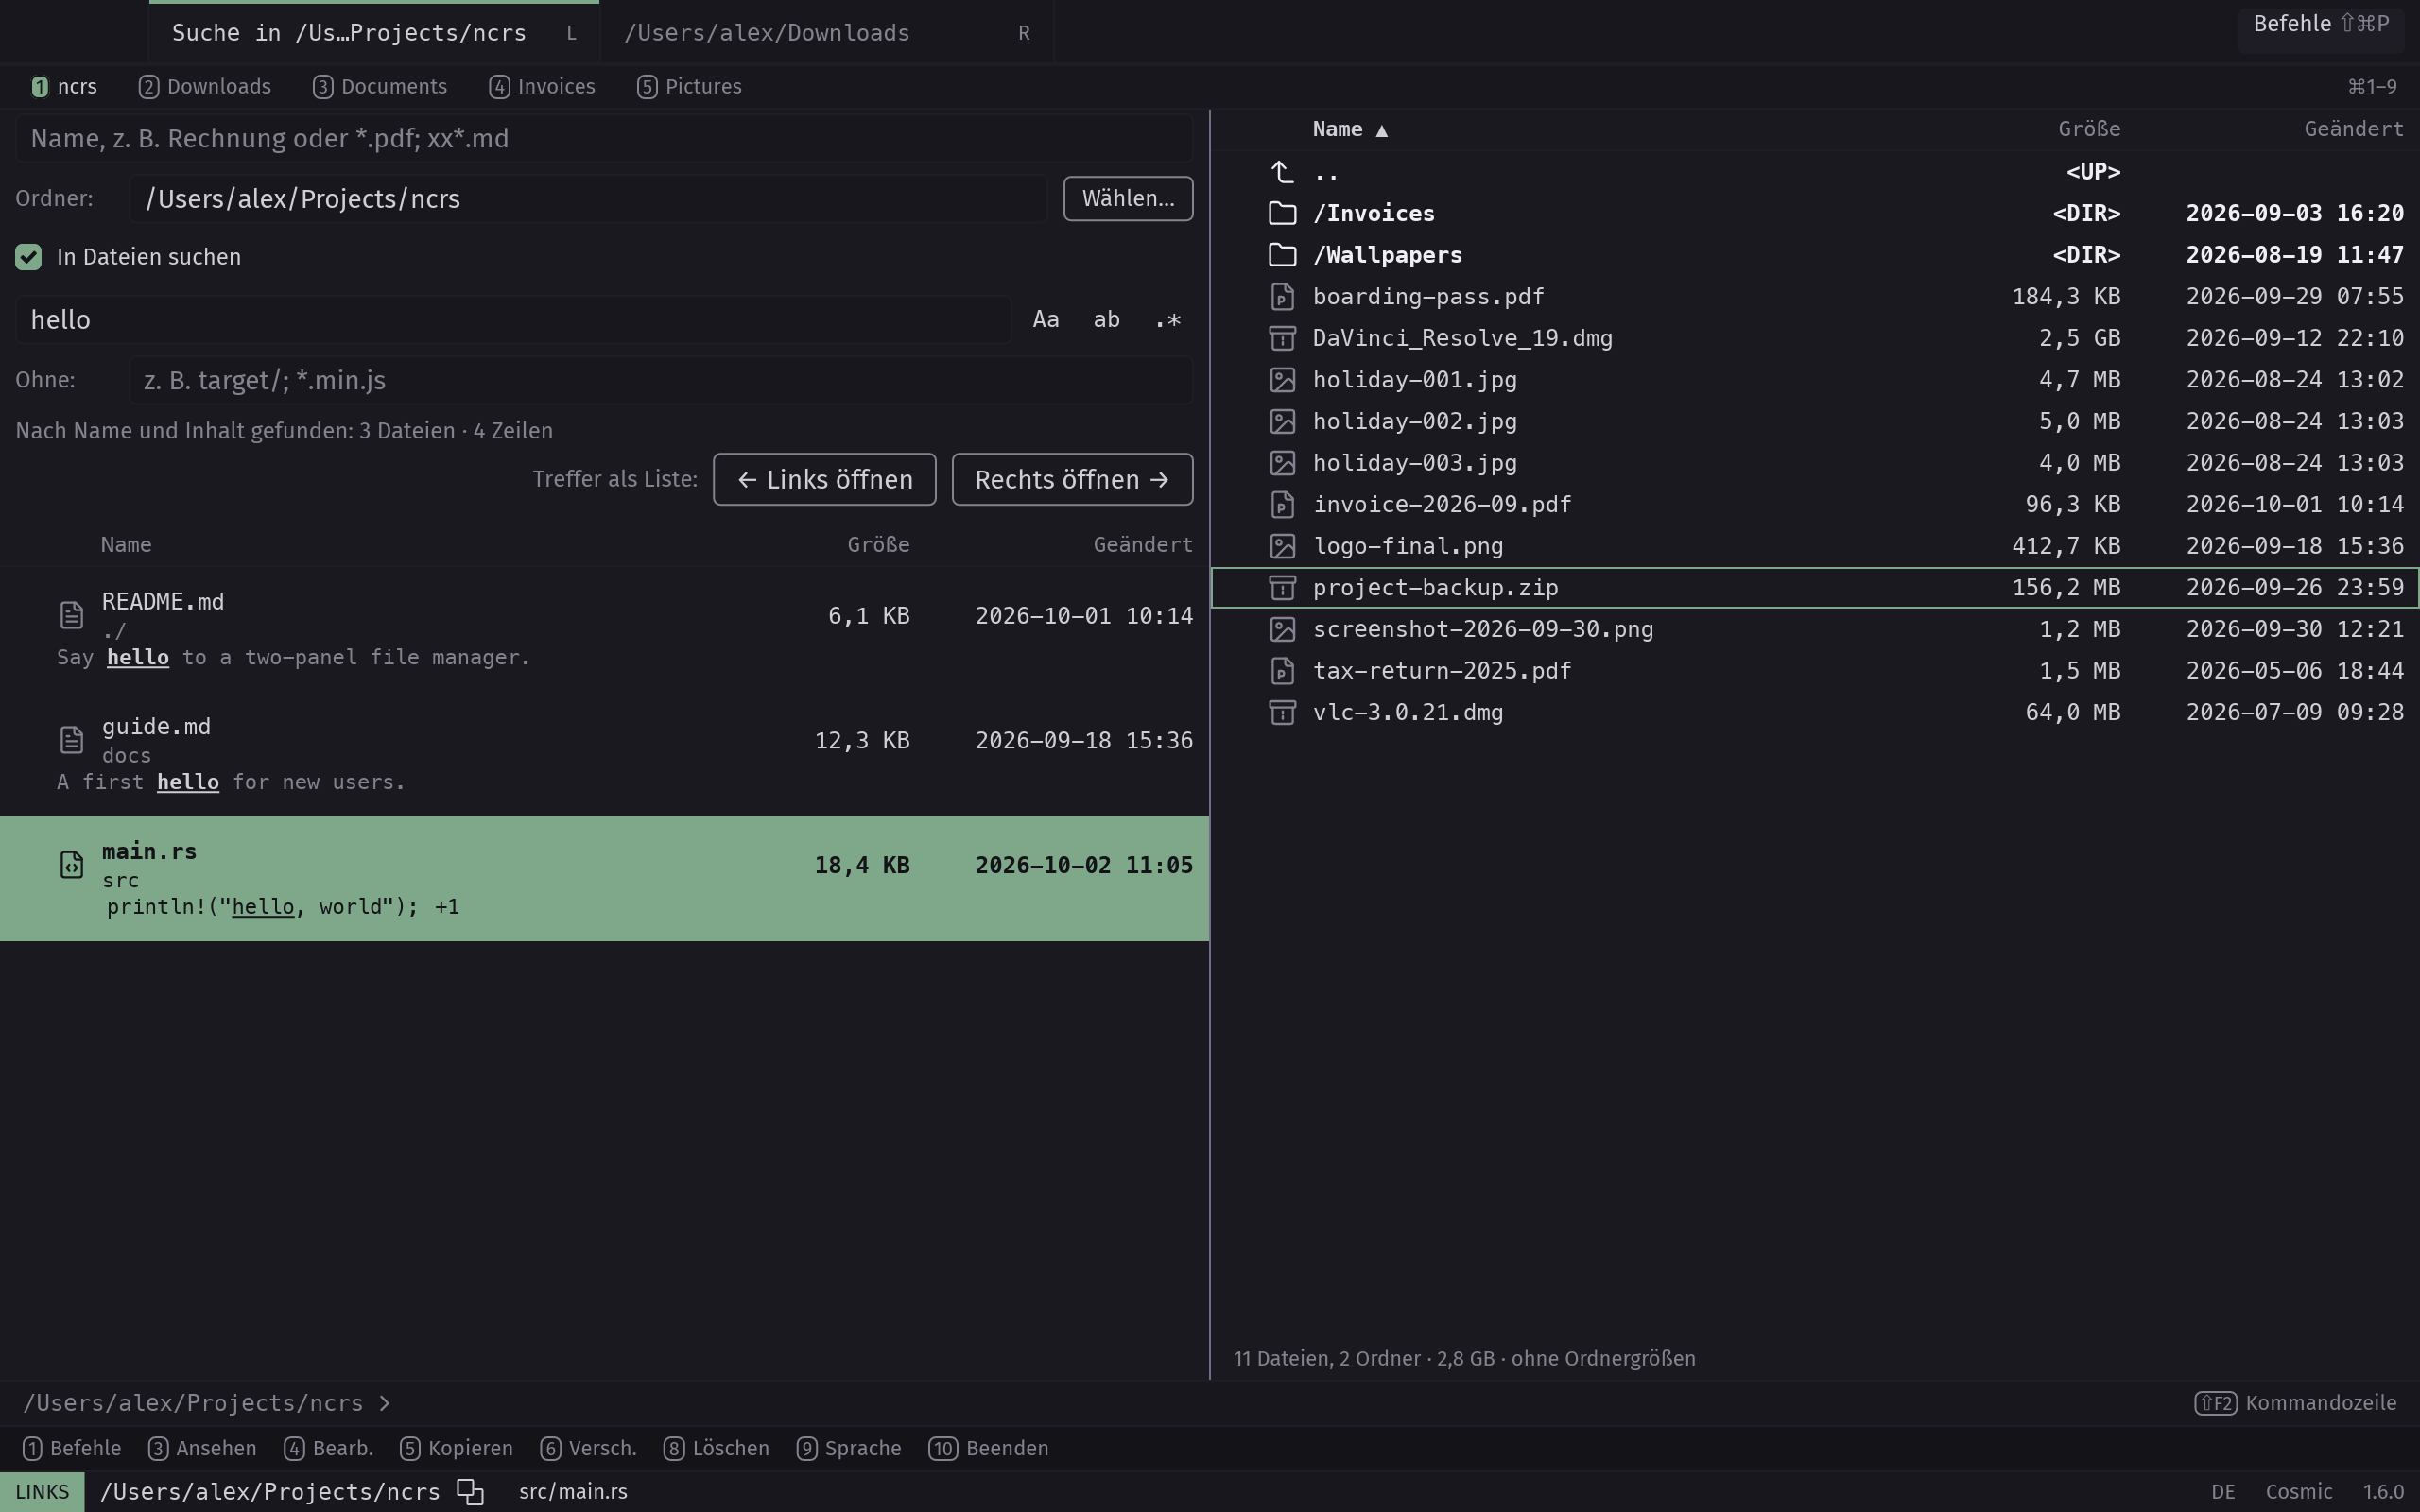 Suche in /Us…Projects/ncrs L /Users/alex/Downloads R Befehle ⇧⌘P
1 ncrs 2 Downloads 3 Documents 4 Invoices 5 Pictures ⌘1–9
Name, z. B. Rechnung oder *.pdf; xx*.md
Ordner: /Users/alex/Projects/ncrs Wählen...
In Dateien suchen
hello Aa ab .*
Ohne: z. B. target/; *.min.js
Nach Name und Inhalt gefunden: 3 Dateien · 4 Zeilen
Treffer als Liste: ← Links öffnen Rechts öffnen →
Name Größe Geändert
README.md 6,1 KB 2026-10-01 10:14
./
Say hello to a two-panel file manager.
guide.md 12,3 KB 2026-09-18 15:36
docs
A first hello for new users.
main.rs 18,4 KB 2026-10-02 11:05
src
println!("hello, world"); +1
Name ▲ Größe Geändert
.. <UP>
/Invoices <DIR> 2026-09-03 16:20
/Wallpapers <DIR> 2026-08-19 11:47
boarding-pass.pdf 184,3 KB 2026-09-29 07:55
DaVinci_Resolve_19.dmg 2,5 GB 2026-09-12 22:10
holiday-001.jpg 4,7 MB 2026-08-24 13:02
holiday-002.jpg 5,0 MB 2026-08-24 13:03
holiday-003.jpg 4,0 MB 2026-08-24 13:03
invoice-2026-09.pdf 96,3 KB 2026-10-01 10:14
logo-final.png 412,7 KB 2026-09-18 15:36
project-backup.zip 156,2 MB 2026-09-26 23:59
screenshot-2026-09-30.png 1,2 MB 2026-09-30 12:21
tax-return-2025.pdf 1,5 MB 2026-05-06 18:44
vlc-3.0.21.dmg 64,0 MB 2026-07-09 09:28
11 Dateien, 2 Ordner · 2,8 GB · ohne Ordnergrößen
/Users/alex/Projects/ncrs > ⇧F2 Kommandozeile
1 Befehle 3 Ansehen 4 Bearb. 5 Kopieren 6 Versch. 8 Löschen 9 Sprache 10 Beenden
LINKS /Users/alex/Projects/ncrs src/main.rs DE Cosmic 1.6.0